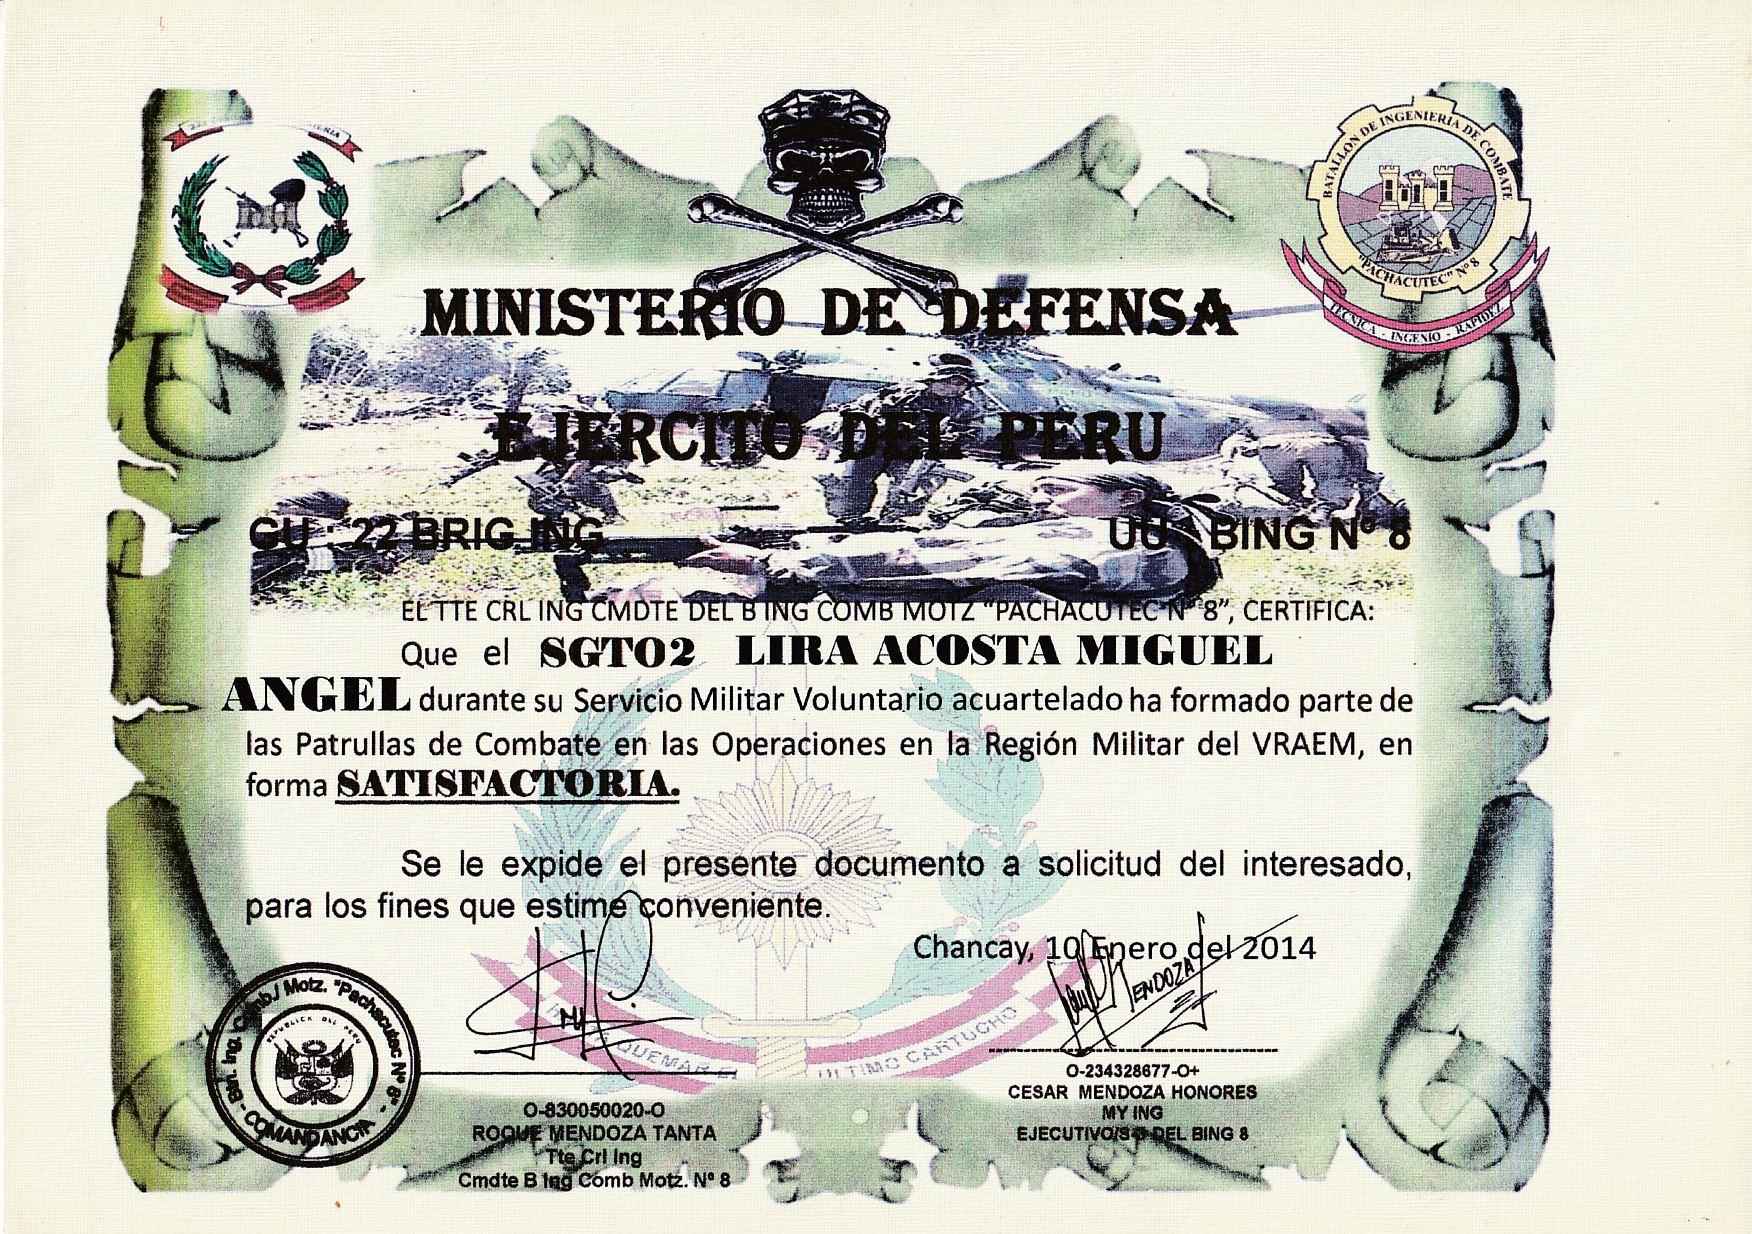 BATALLON DE INGENIERIA DE COMBATE
"PACHACUTEC" Nº 8
TECNICA - INGENIO - RAPIDEZ
MINISTERIO DE DEFENSA
EJERCITO DEL PERU
GU : 22 BRIG ING
UU : BING Nº 8
EL TTE CRL ING CMDTE DEL B ING COMB MOTZ “PACHACUTEC Nº 8”, CERTIFICA:
Que el SGTO2 LIRA ACOSTA MIGUEL
ANGEL durante su Servicio Militar Voluntario acuartelado ha formado parte de
las Patrullas de Combate en las Operaciones en la Región Militar del VRAEM, en
forma SATISFACTORIA.
Se le expide el presente documento a solicitud del interesado,
para los fines que estime conveniente.
Chancay, 10 Enero del 2014
MENDOZA
QUEMAR EL ULTIMO CARTUCHO
Btn. Ing. Comb./ Motz. "Pachacutec Nº 8"
REPUBLICA DEL PERU
- COMANDANCIA -
O-830050020-O
ROQUE MENDOZA TANTA
Tte Crl Ing
Cmdte B Ing Comb Motz. Nº 8
O-234328677-O+
CESAR MENDOZA HONORES
MY ING
EJECUTIVO/S DEL BING 8